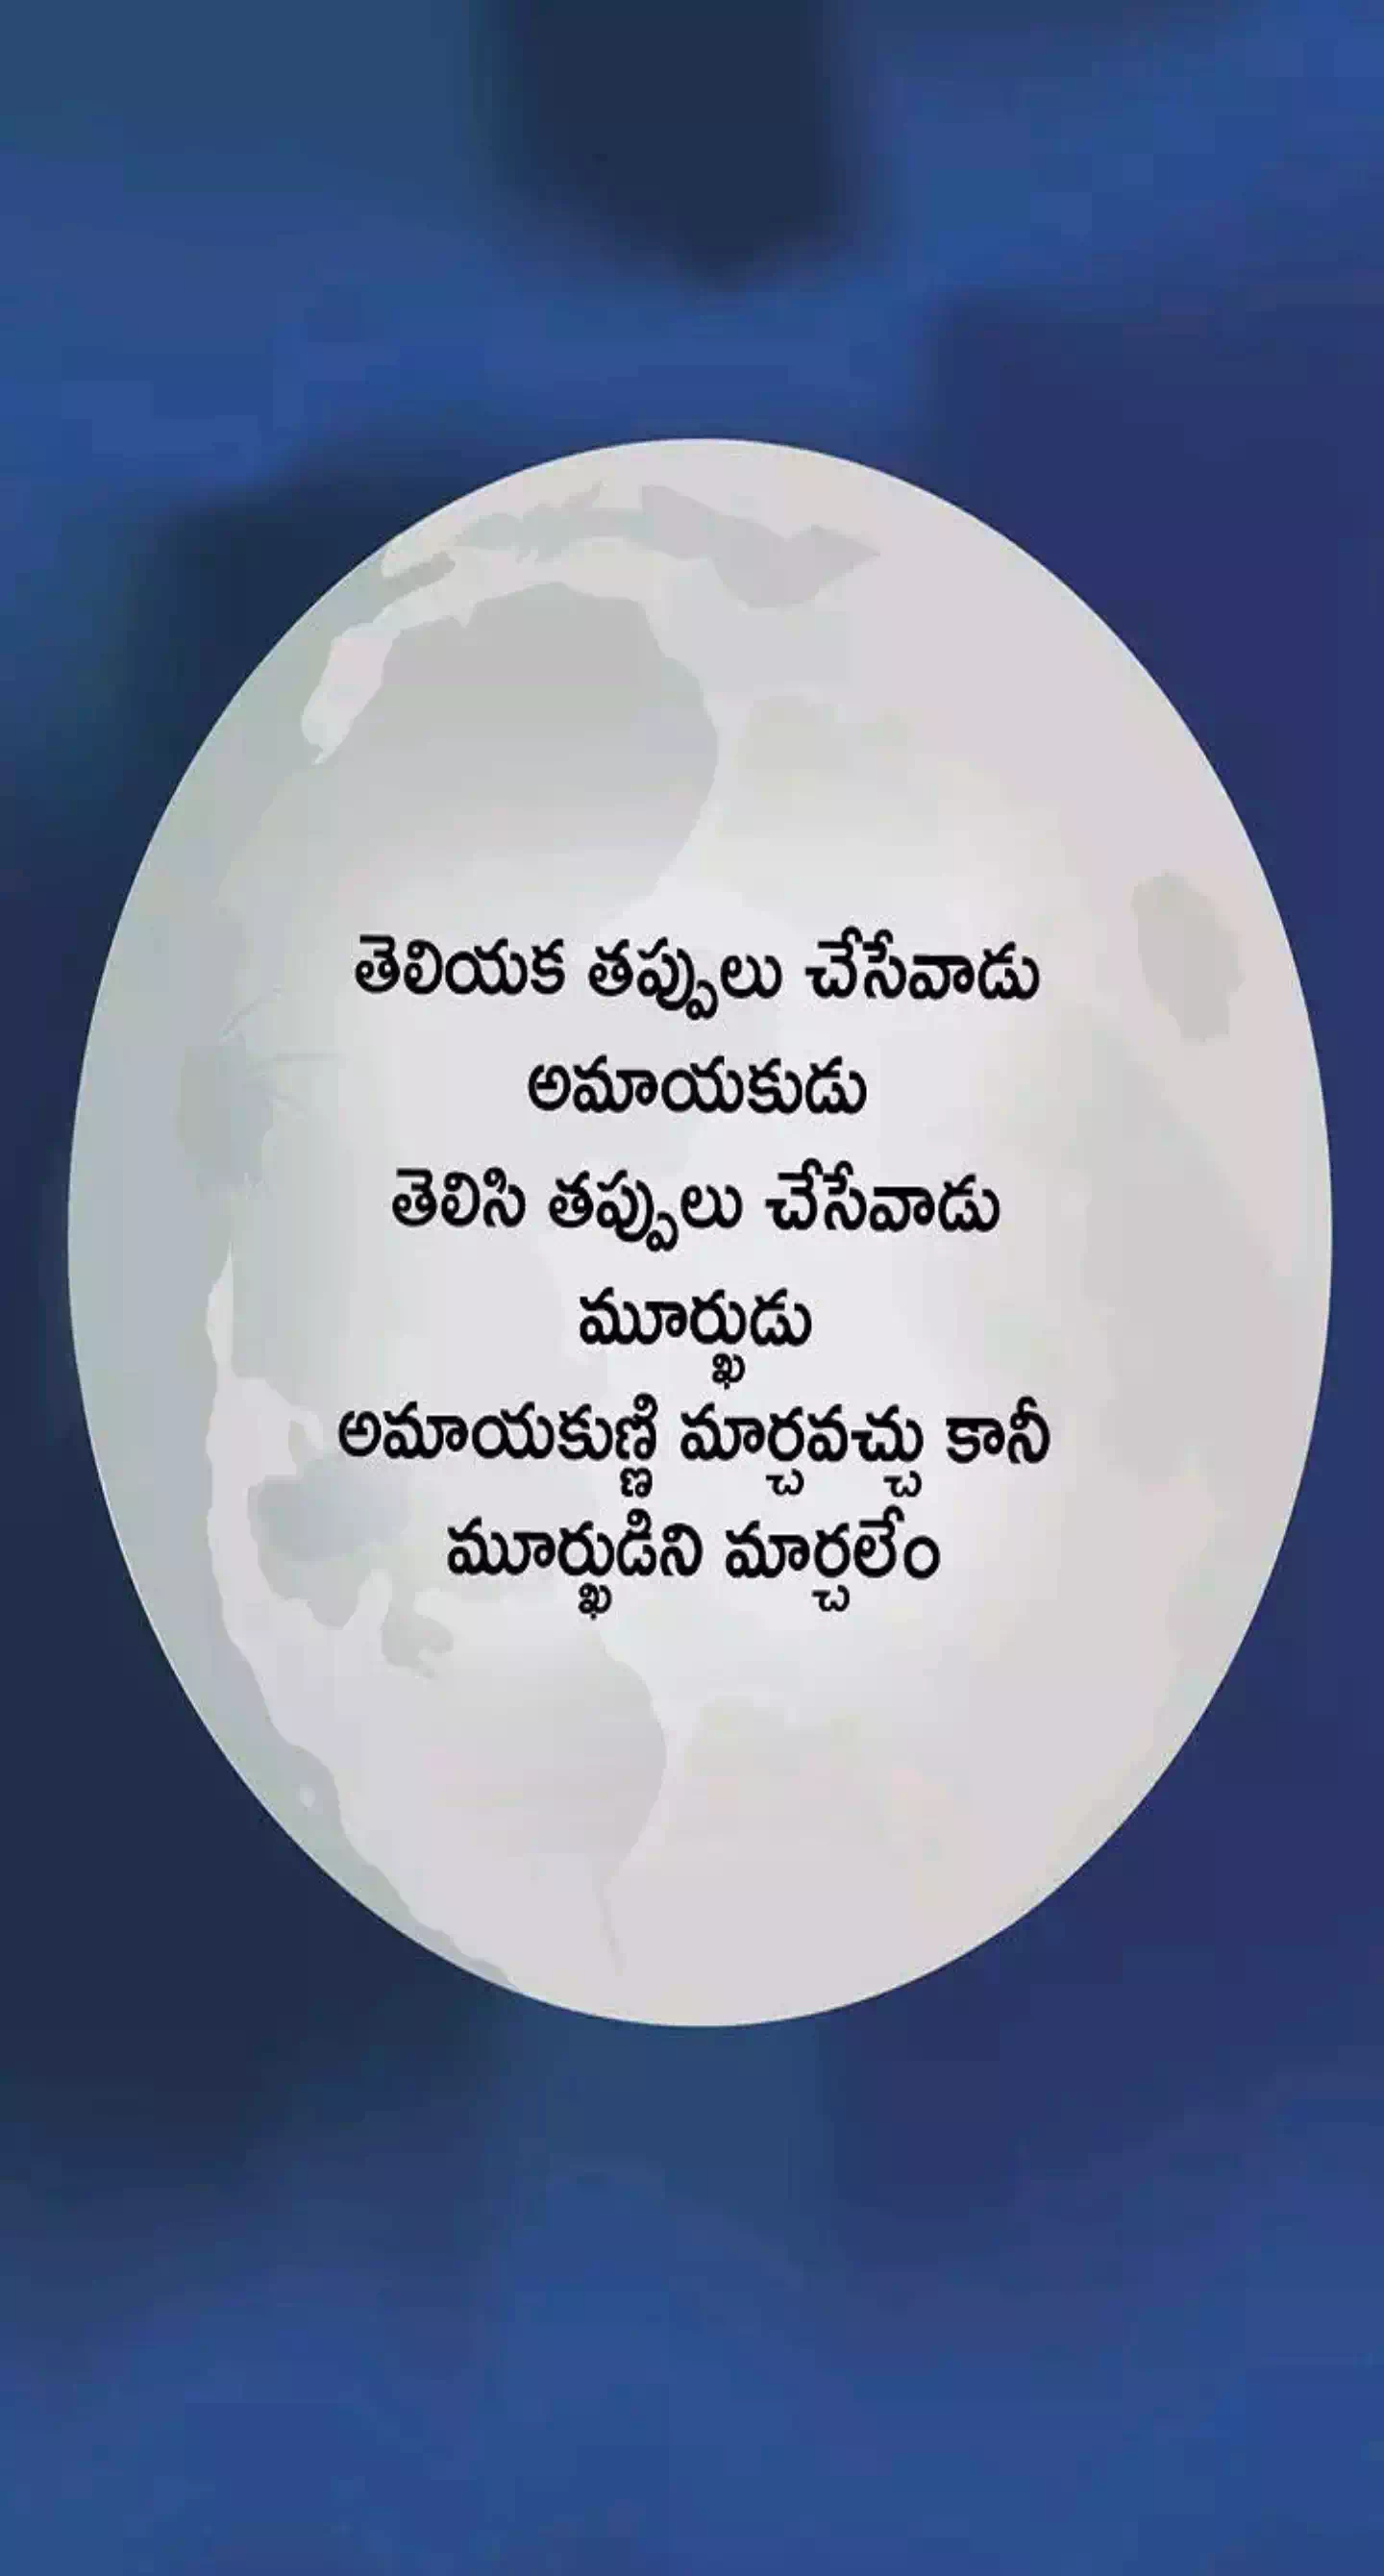 తెలియక తప్పులు చేసేవాడు
అమాయకుడు
తెలిసి తప్పులు చేసేవాడు
మూర్ఖుడు
అమాయకుణ్ణి మార్చవచ్చు కానీ
మూర్ఖుడిని మార్చలేం